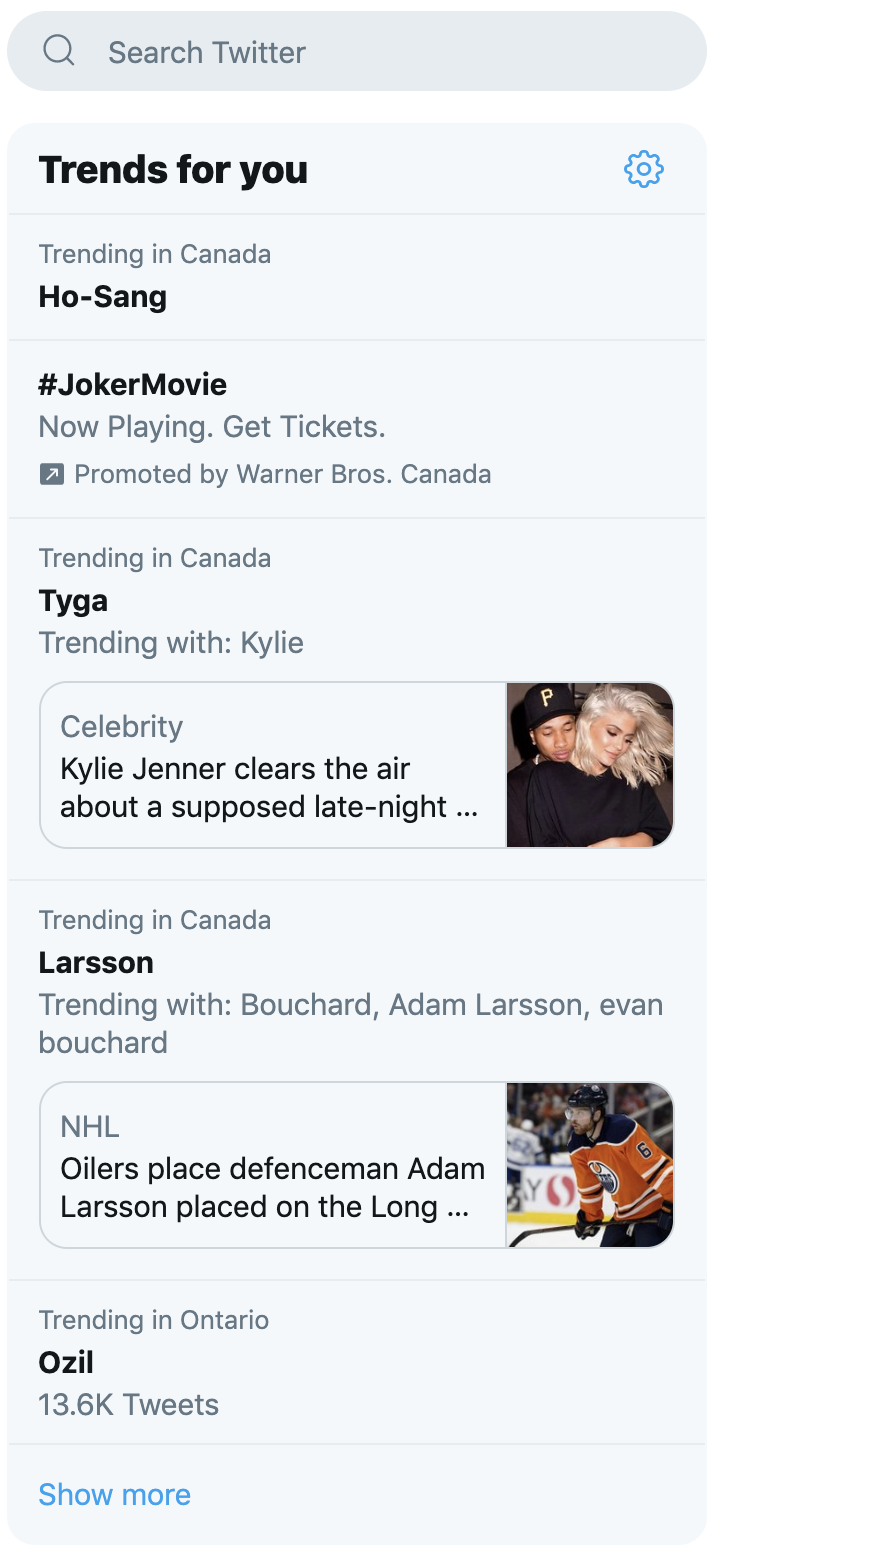 Search Twitter
Trends for you
Trending in Canada
Ho-Sang
#JokerMovie
Now Playing. Get Tickets.
Promoted by Warner Bros. Canada
Trending in Canada
Tyga
Trending with: Kylie
Celebrity
Kylie Jenner clears the air
about a supposed late-night ...
P
Trending in Canada
Larsson
Trending with: Bouchard, Adam Larsson, evan
bouchard
NHL
Oilers place defenceman Adam
Larsson placed on the Long ...
6
OILERS
Trending in Ontario
Ozil
13.6K Tweets
Show more